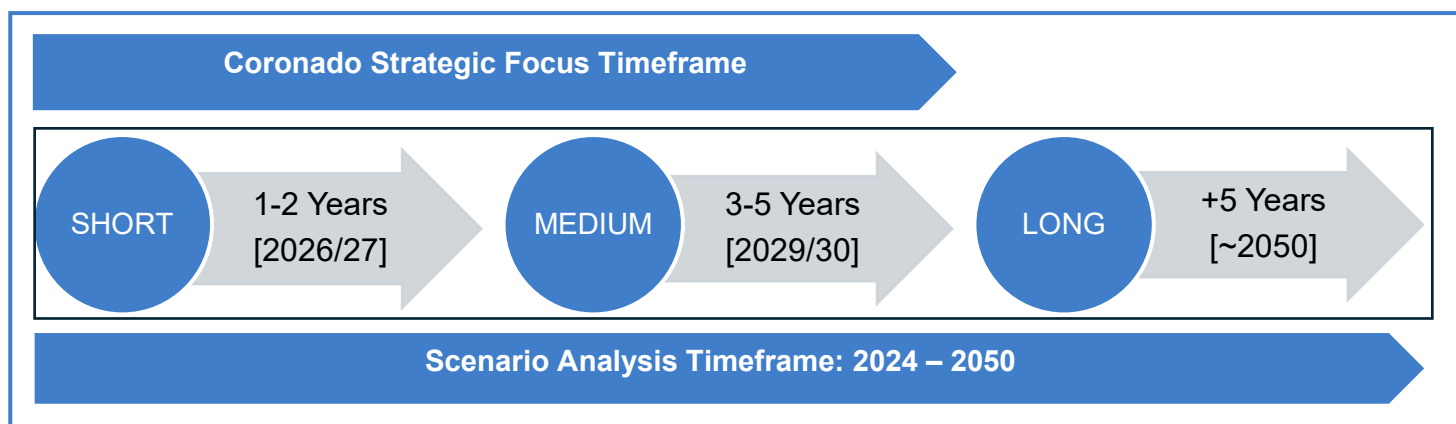 Coronado Strategic Focus Timeframe
SHORT
1-2 Years
[2026/27]
MEDIUM
3-5 Years
[2029/30]
LONG
+5 Years
[~2050]
Scenario Analysis Timeframe: 2024 – 2050